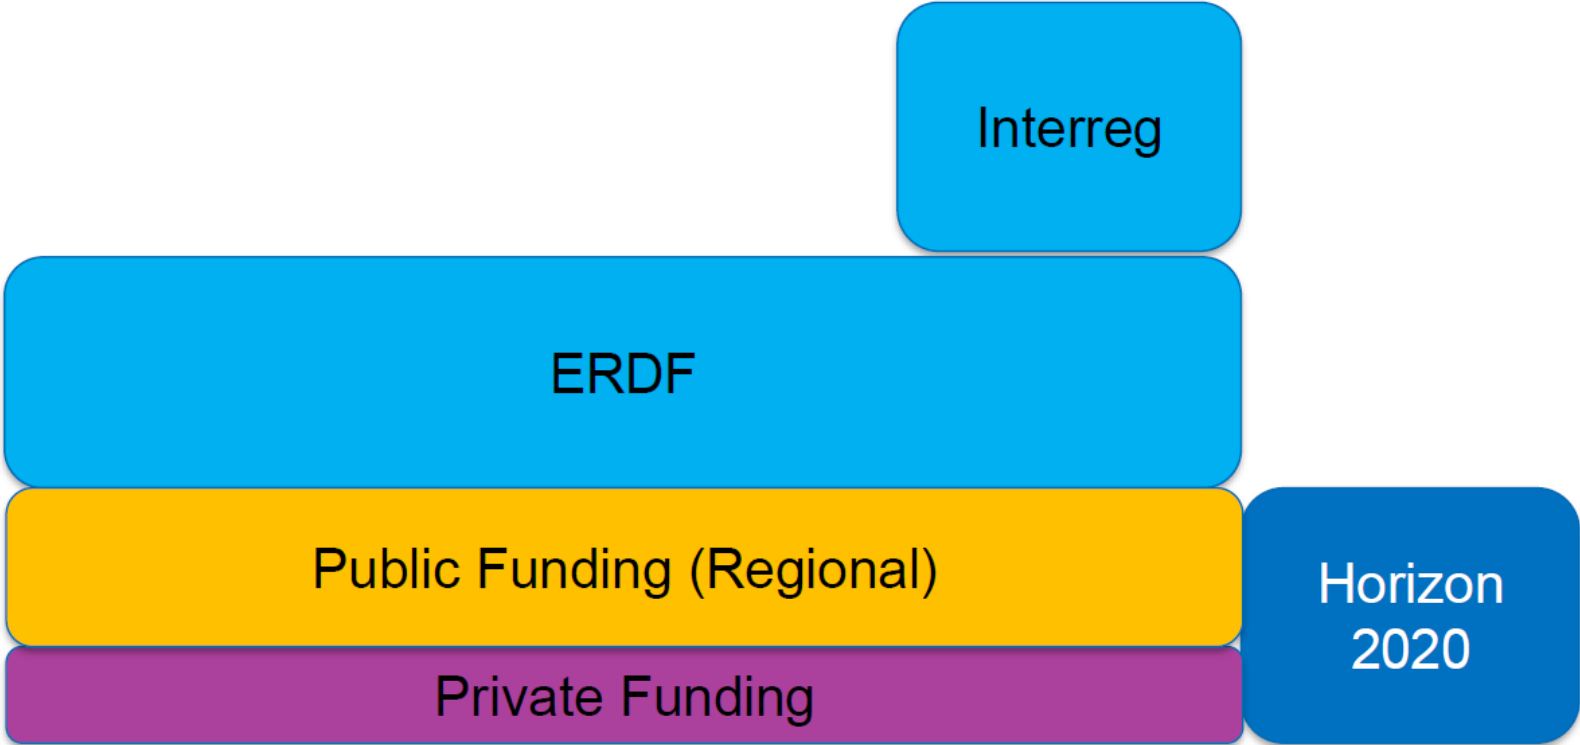 Interreg
ERDF
Public Funding (Regional)
Horizon
2020
Private Funding